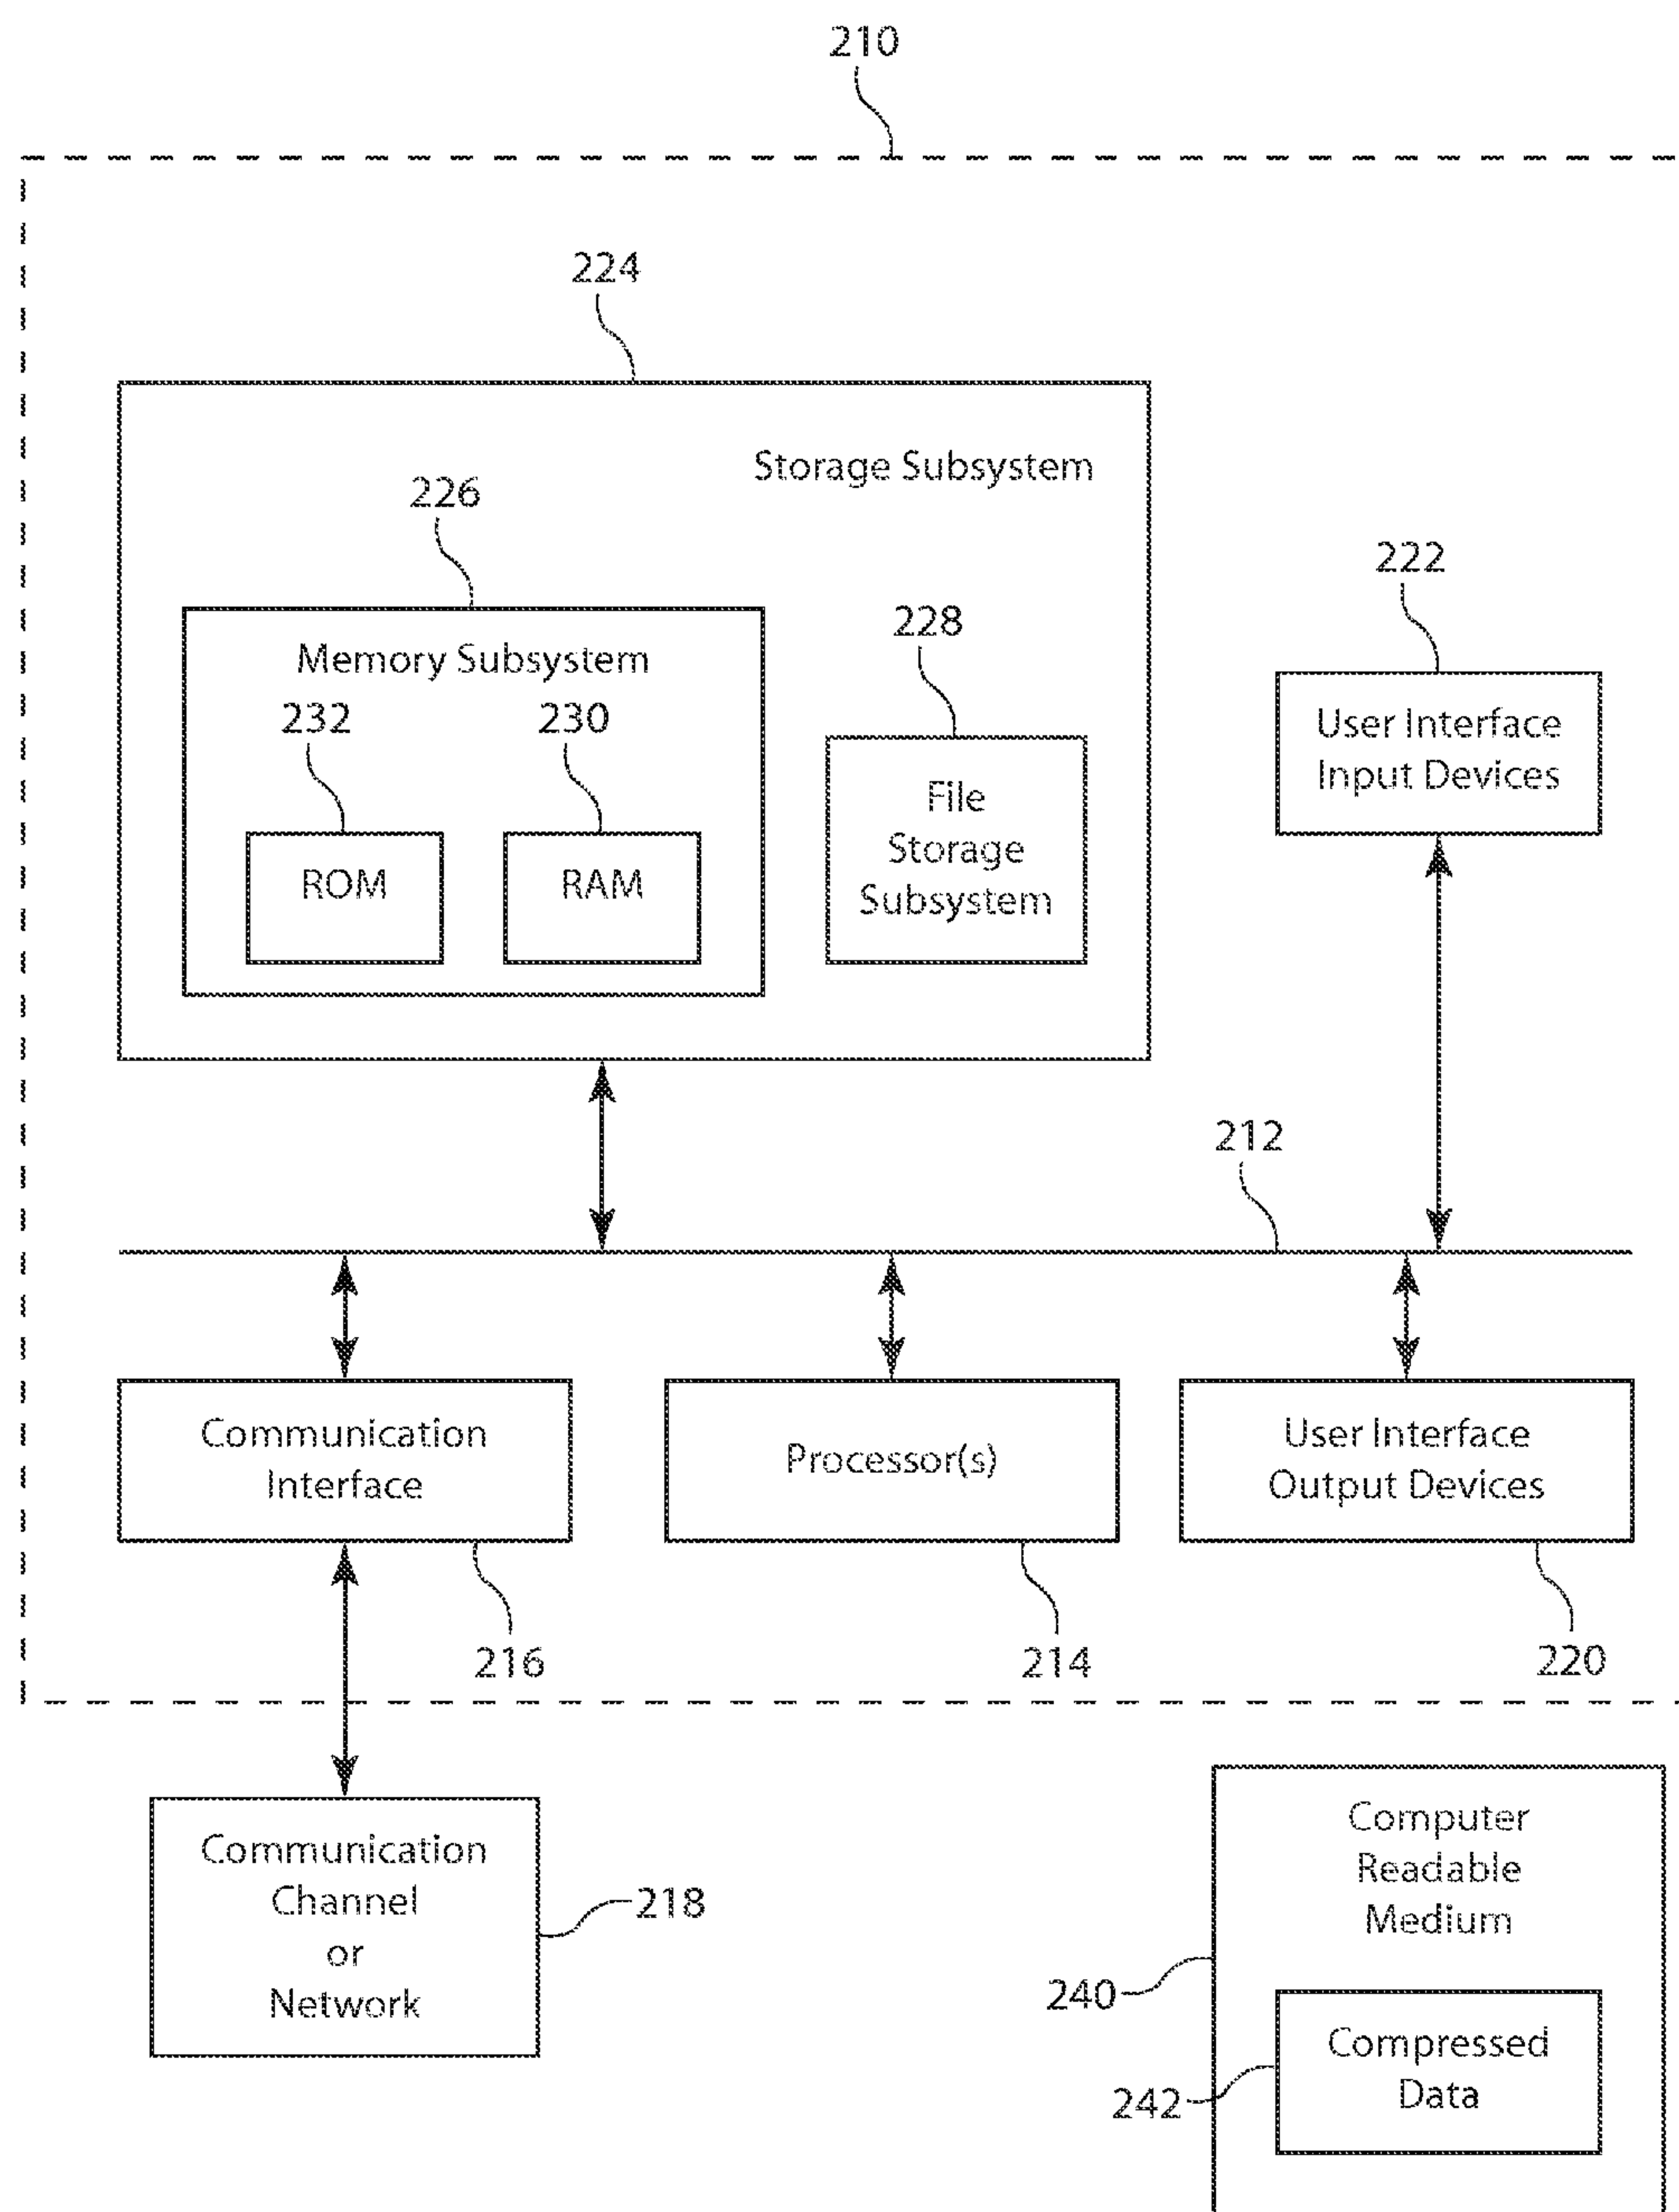 210
224
Storage Subsystem
226
222
228
Memory Subsystem
232 230
User Interface
Input Devices
File
Storage
Subsystem
ROM RAM
212
Communication
Interface
Processor(s)
User Interface
Output Devices
216 214 220
Communication
Channel
or
Network
218
Computer
Readable
Medium
240
Compressed
Data
242